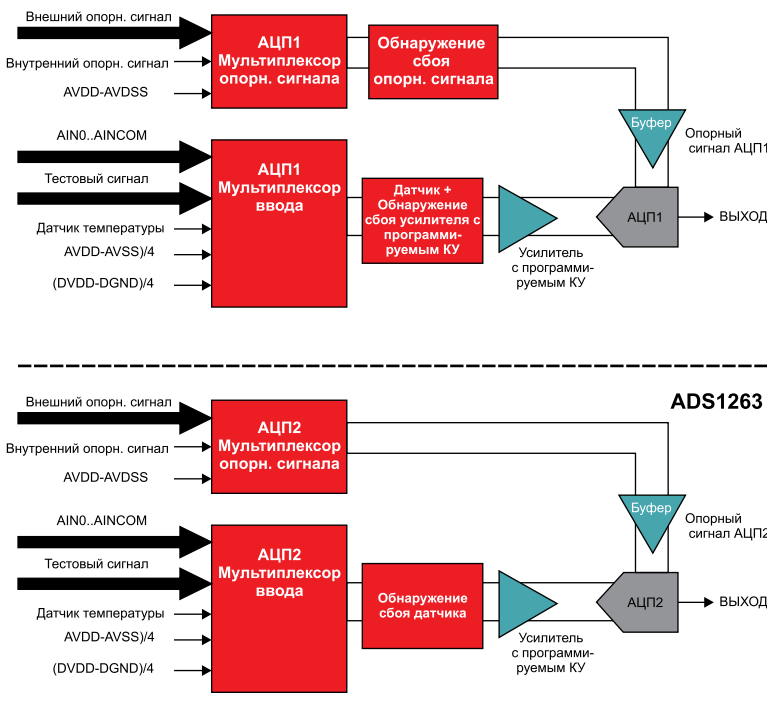 Внешний опорн. сигнал
Внутренний опорн. сигнал
AVDD-AVDSS
АЦП1
Мультиплексор
опорн. сигнала
Обнаружение
сбоя
опорн. сигнала
Буфер
Опорный
сигнал АЦП1
AIN0..AINCOM
Тестовый сигнал
Датчик температуры
AVDD-AVSS)/4
(DVDD-DGND)/4
АЦП1
Мультиплексор
ввода
Датчик +
Обнаружение
сбоя усилителя с
программи-
руемым КУ
Усилитель
с программи-
руемым КУ
АЦП1
ВЫХОД
ADS1263
Внешний опорн. сигнал
Внутренний опорн. сигнал
AVDD-AVDSS
АЦП2
Мультиплексор
опорн. сигнала
Буфер
Опорный
сигнал АЦП2
AIN0..AINCOM
Тестовый сигнал
Датчик температуры
AVDD-AVSS)/4
(DVDD-DGND)/4
АЦП2
Мультиплексор
ввода
Обнаружение
сбоя датчика
Усилитель
с программи-
руемым КУ
АЦП2
ВЫХОД